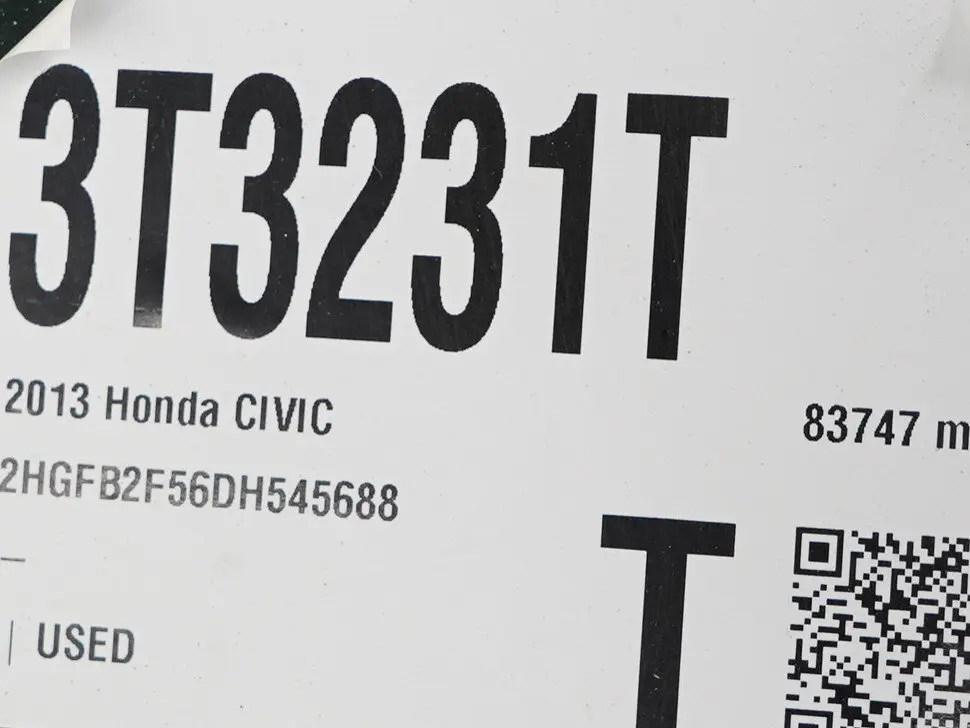 3T3231T
2013 Honda CIVIC
83747 m
2HGFB2F56DH545688
T
| USED